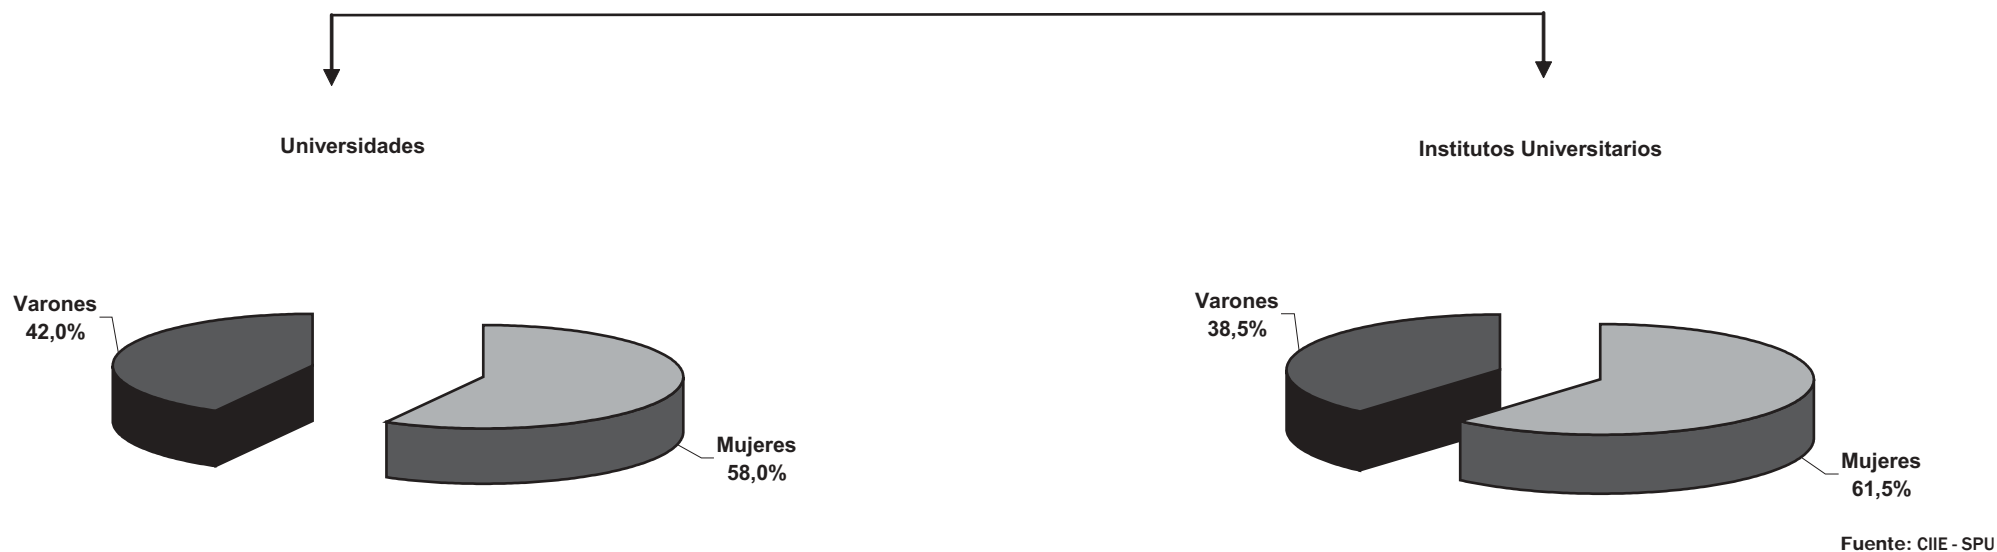 Universidades
Institutos Universitarios
Varones
42,0%
Mujeres
58,0%
Varones
38,5%
Mujeres
61,5%
Fuente: CIIE - SPU